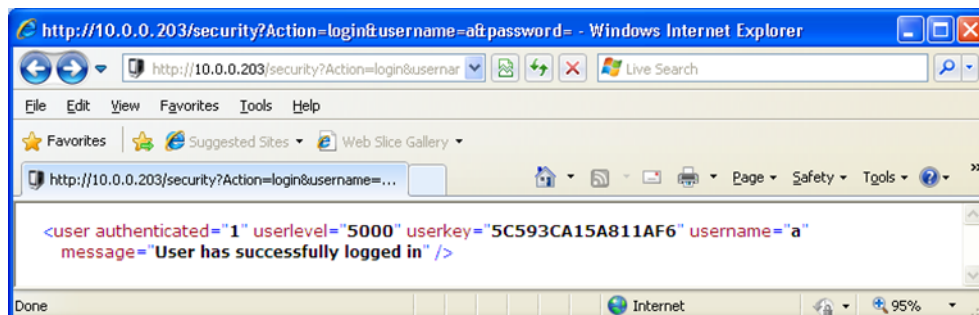 http://10.0.0.203/security?Action=login&username=a&password= - Windows Internet Explorer
http://10.0.0.203/security?Action=login&usernar Live Search
File Edit View Favorites Tools Help
Favorites Suggested Sites Web Slice Gallery
http://10.0.0.203/security?Action=login&username=... Page Safety Tools »
<user authenticated="1" userlevel="5000" userkey="5C593CA15A811AF6" username="a"
message="User has successfully logged in" />
Done Internet 95%